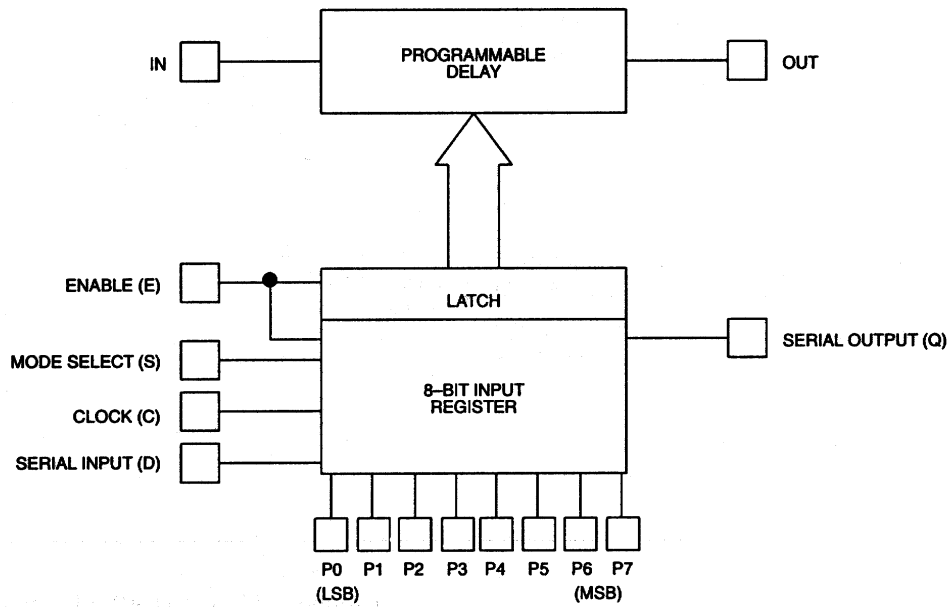 IN
PROGRAMMABLE
DELAY
OUT
ENABLE (E)
LATCH
SERIAL OUTPUT (Q)
MODE SELECT (S)
8–BIT INPUT
REGISTER
CLOCK (C)
SERIAL INPUT (D)
P0 P1 P2 P3 P4 P5 P6 P7
(LSB) (MSB)